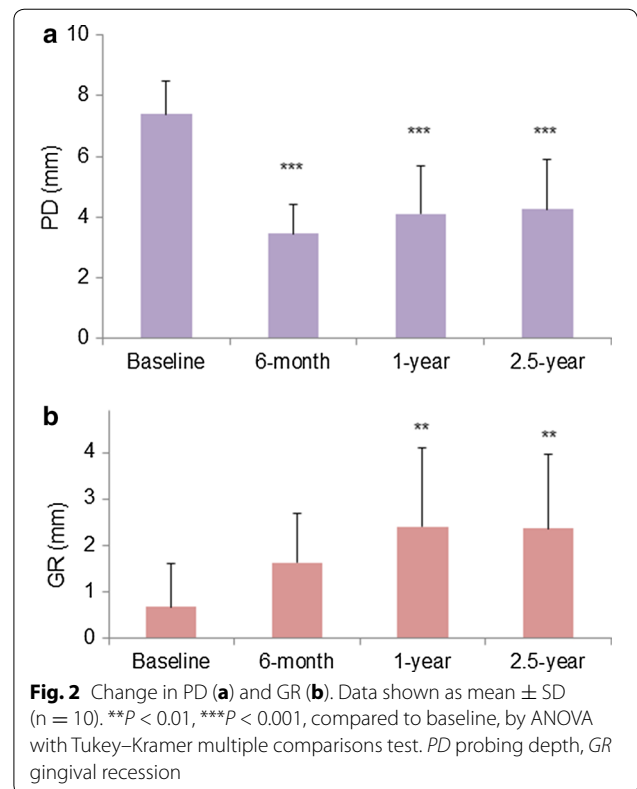 a
10
8
6
4
2
0
PD (mm)
***
***
***
Baseline 6-month 1-year 2.5-year
b
4
3
2
1
0
GR (mm)
**
**
Baseline 6-month 1-year 2.5-year
Fig. 2 Change in PD (a) and GR (b). Data shown as mean ± SD
(n = 10). **P < 0.01, ***P < 0.001, compared to baseline, by ANOVA
with Tukey–Kramer multiple comparisons test. PD probing depth, GR
gingival recession